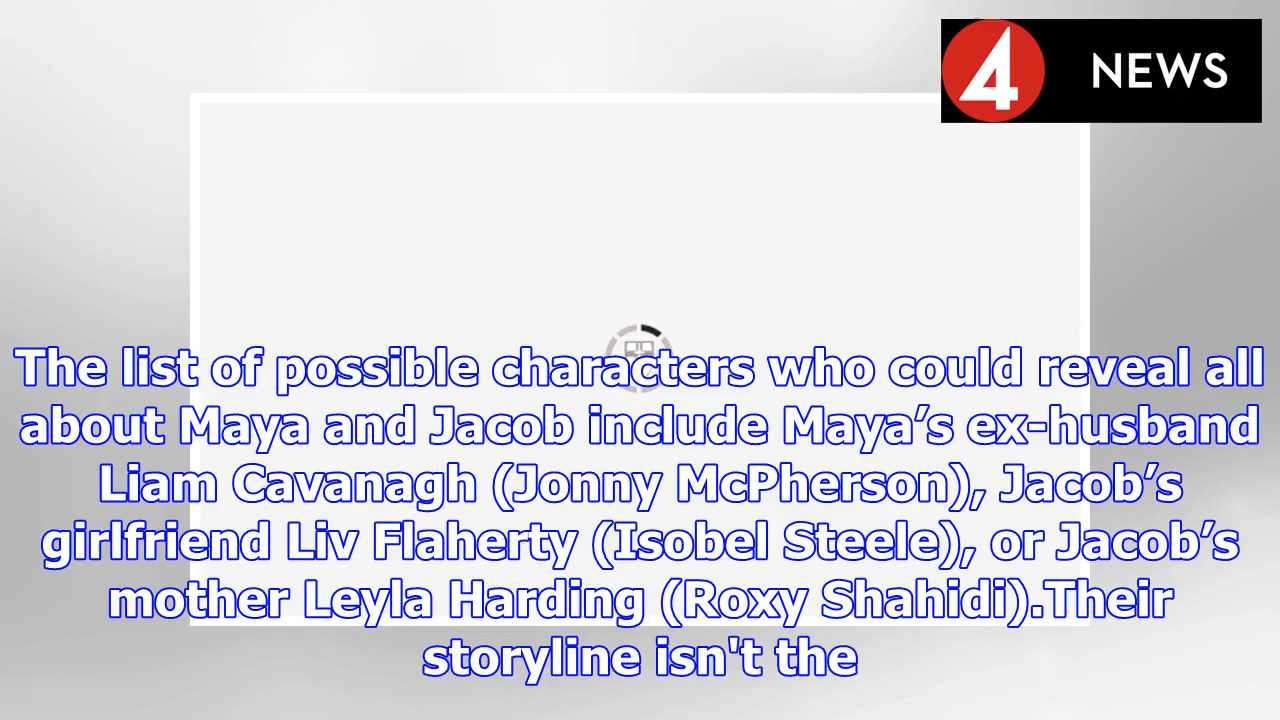 4 NEWS
The list of possible characters who could reveal all
about Maya and Jacob include Maya’s ex-husband
Liam Cavanagh (Jonny McPherson), Jacob’s
girlfriend Liv Flaherty (Isobel Steele), or Jacob’s
mother Leyla Harding (Roxy Shahidi).Their
storyline isn't the